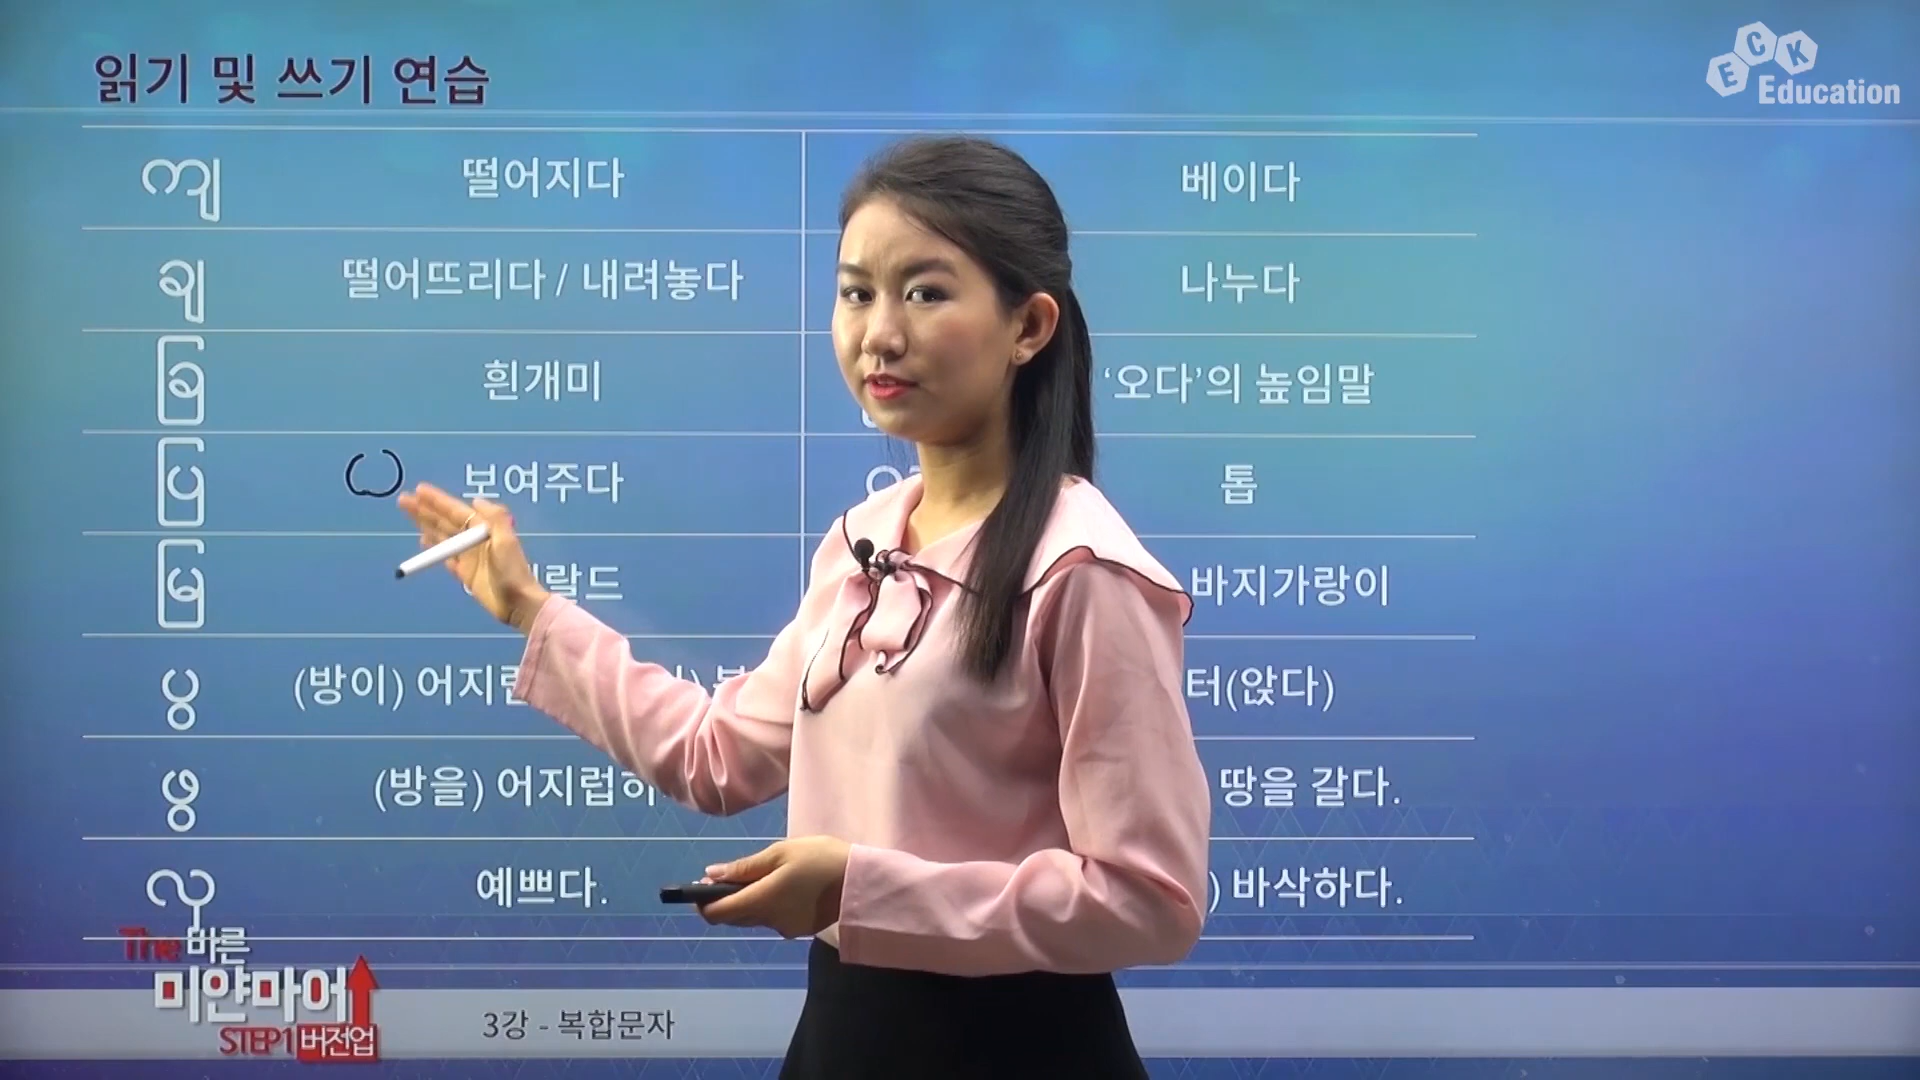 ECK Education
읽기 및 쓰기 연습
ကျ 떨어지다 베이다
ချ 떨어뜨리다 / 내려놓다 나누다
ခြ 흰개미 ‘오다’의 높임말
ပြ 보여주다 톱
မြ 랄드 바지가랑이
(방이) 어지 터(앉다)
(방을) 어지럽히 땅을 갈다.
လှ 예쁘다. ) 바삭하다.
The 바른
미얀마어
STEP1 버전업
3강 - 복합문자